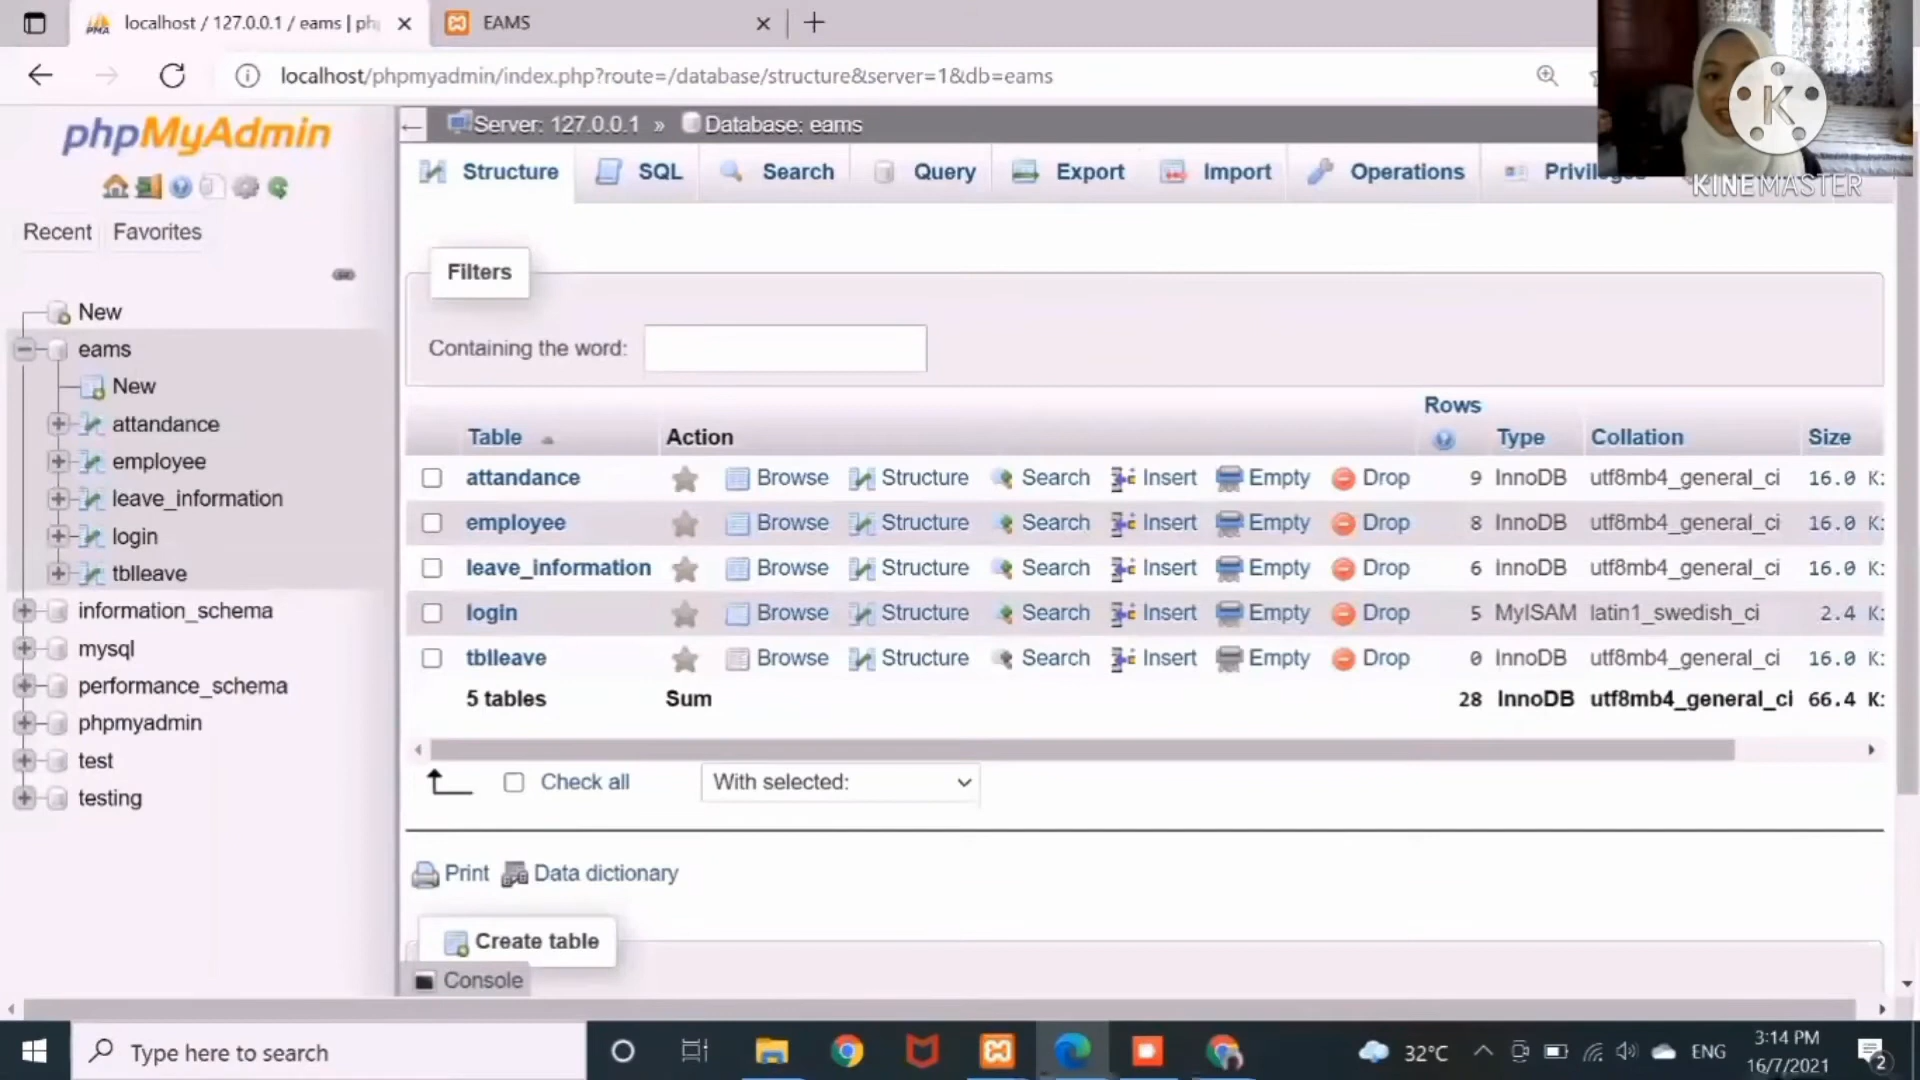 localhost / 127.0.0.1 / eams | ph
EAMS
localhost/phpmyadmin/index.php?route=/database/structure&server=1&db=eams
K
KINEMASTER
phpMyAdmin
Recent Favorites
New
eams
New
attandance
employee
leave_information
login
tblleave
information_schema
mysql
performance_schema
phpmyadmin
test
testing
Server: 127.0.0.1 » Database: eams
Structure SQL Search Query Export Import Operations Privileges
Filters
Containing the word:
Table Action Rows Type Collation Size
attandance Browse Structure Search Insert Empty Drop 9 InnoDB utf8mb4_general_ci 16.0 K
employee Browse Structure Search Insert Empty Drop 8 InnoDB utf8mb4_general_ci 16.0 K
leave_information Browse Structure Search Insert Empty Drop 6 InnoDB utf8mb4_general_ci 16.0 K
login Browse Structure Search Insert Empty Drop 5 MyISAM latin1_swedish_ci 2.4 K
tblleave Browse Structure Search Insert Empty Drop 0 InnoDB utf8mb4_general_ci 16.0 K
5 tables Sum 28 InnoDB utf8mb4_general_ci 66.4 K
Check all With selected:
Print Data dictionary
Create table
Console
Type here to search
32°C ENG 3:14 PM
16/7/2021
2